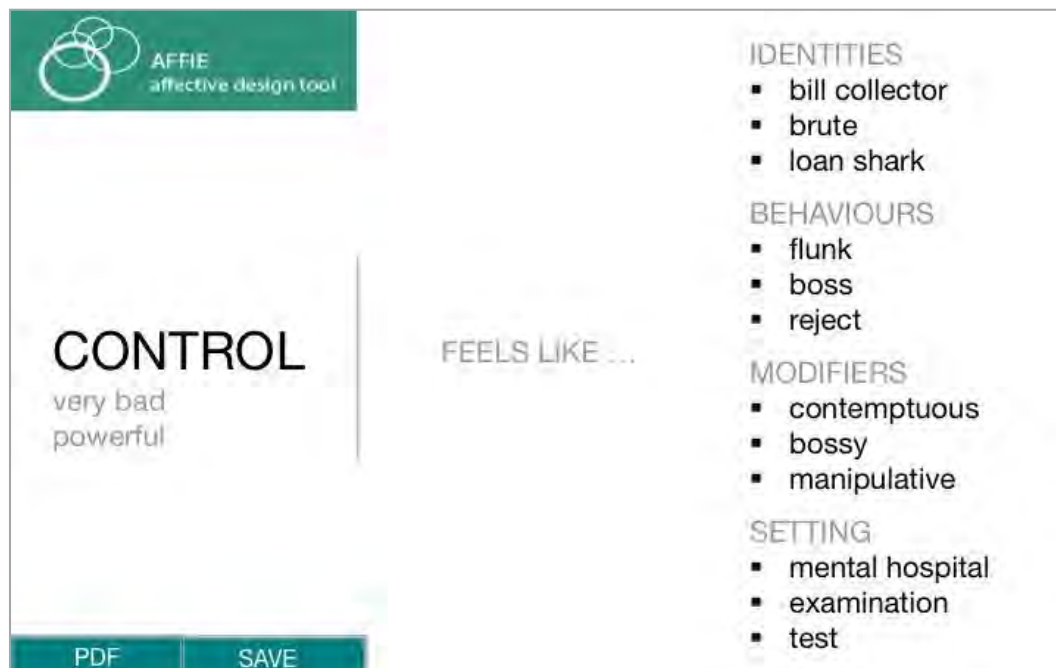 AFFIE
affective design tool
CONTROL
very bad
powerful
FEELS LIKE ...
IDENTITIES
▪ bill collector
▪ brute
▪ loan shark
BEHAVIOURS
▪ flunk
▪ boss
▪ reject
MODIFIERS
▪ contemptuous
▪ bossy
▪ manipulative
SETTING
▪ mental hospital
▪ examination
▪ test
PDF
SAVE